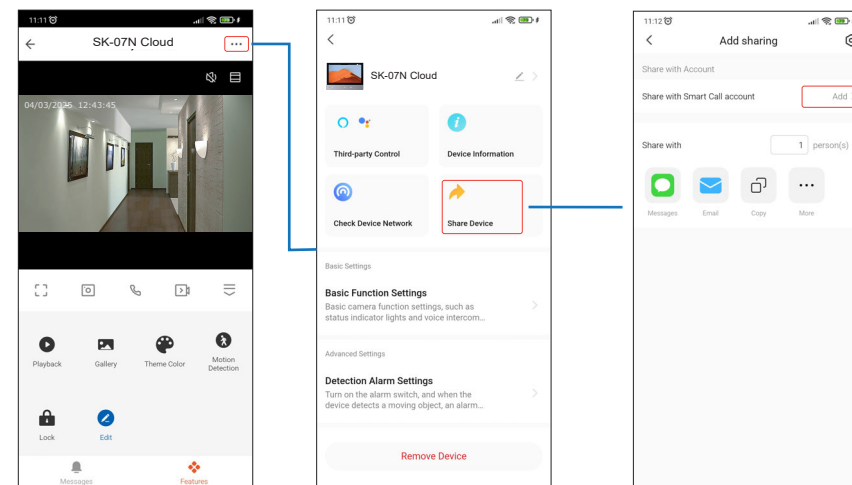 11:11
SK-07N Cloud
04/03/2025 12:43:45
Playback
Gallery
Theme Color
Motion
Detection
Lock
Edit
Messages
Features
11:11
SK-07N Cloud
Third-party Control
Device Information
Check Device Network
Share Device
Basic Settings
Basic Function Settings
Basic camera function settings, such as
status indicator lights and voice intercom...
Advanced Settings
Detection Alarm Settings
Turn on the alarm switch, and when the
device detects a moving object, an alarm...
Remove Device
11:12
Add sharing
Share with Account
Share with Smart Call account
Add
Share with
1 person(s)
Messages
Email
Copy
More